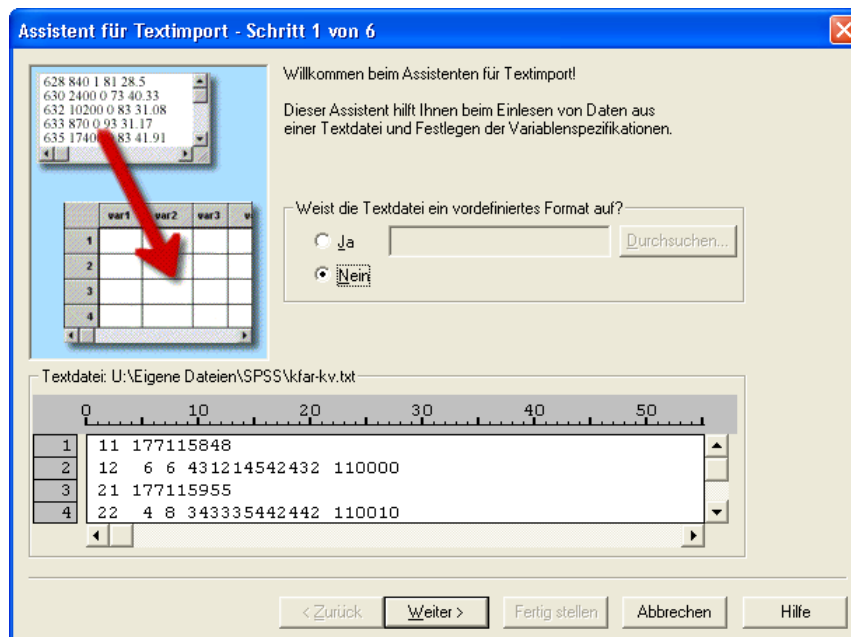 Assistent für Textimport - Schritt 1 von 6
628 840 1 81 28.5
630 2400 0 73 40.33
632 10200 0 83 31.08
633 870 0 93 31.17
635 17400 83 41.91
var1 var2 var3
1
2
3
4
Willkommen beim Assistenten für Textimport!
Dieser Assistent hilft Ihnen beim Einlesen von Daten aus
einer Textdatei und Festlegen der Variablenspezifikationen.
Weist die Textdatei ein vordefiniertes Format auf?
Ja Durchsuchen...
Nein
Textdatei: U:\Eigene Dateien\SPSS\kfar-kv.txt
0 10 20 30 40 50
1 11 177115848
2 12  6 6 431214542432 110000
3 21 177115955
4 22  4 8 343335442442 110010
< Zurück Weiter > Fertig stellen Abbrechen Hilfe